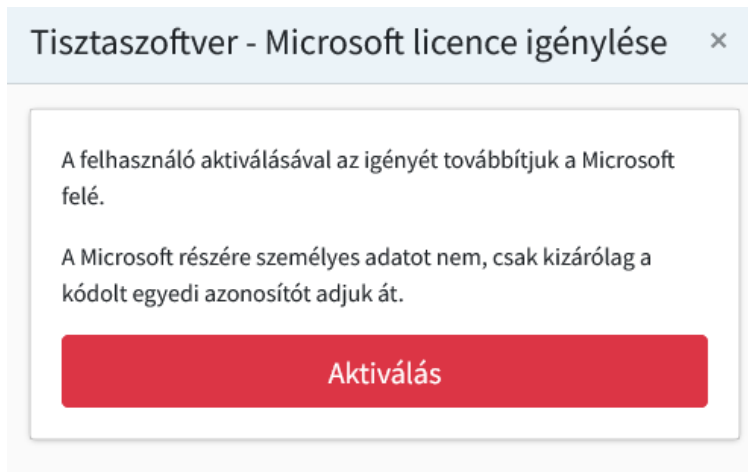 Tisztaszoftver - Microsoft licence igénylése ×
A felhasználó aktiválásával az igényét továbbítjuk a Microsoft
felé.
A Microsoft részére személyes adatot nem, csak kizárólag a
kódolt egyedi azonosítót adjuk át.
Aktiválás